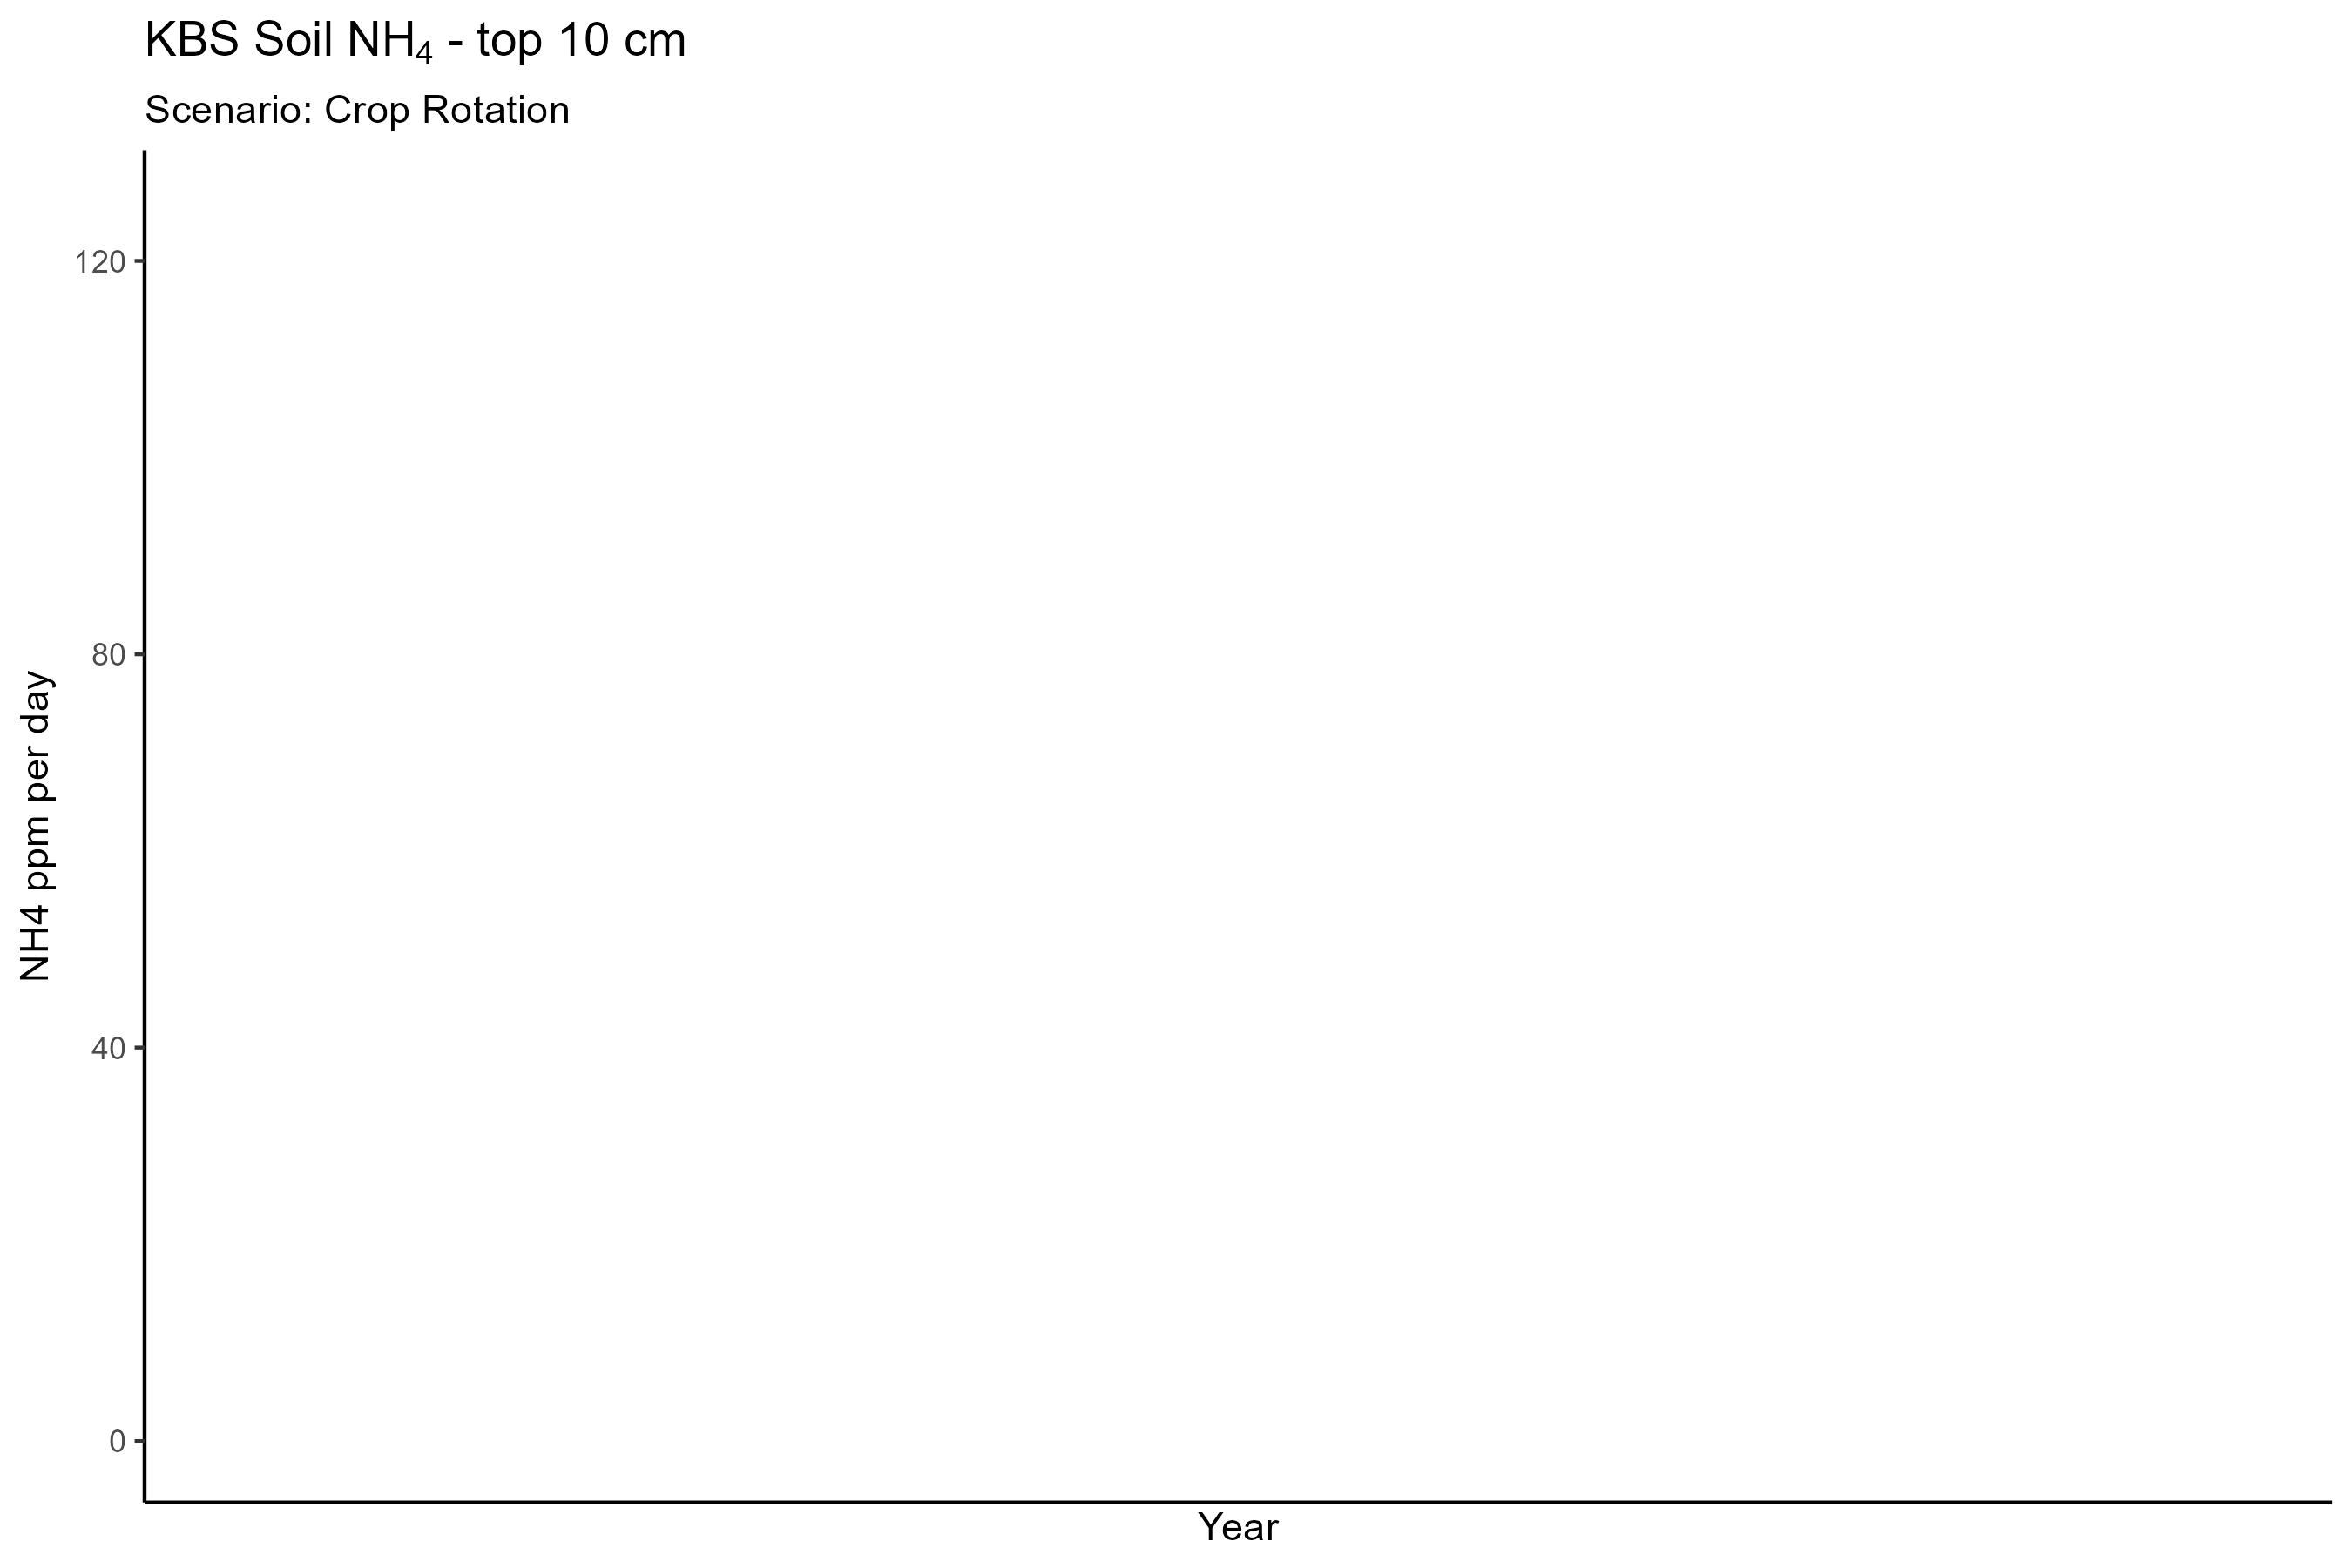 KBS Soil NH₄ - top 10 cm
Scenario: Crop Rotation
120
80
40
0
NH4 ppm per day
Year